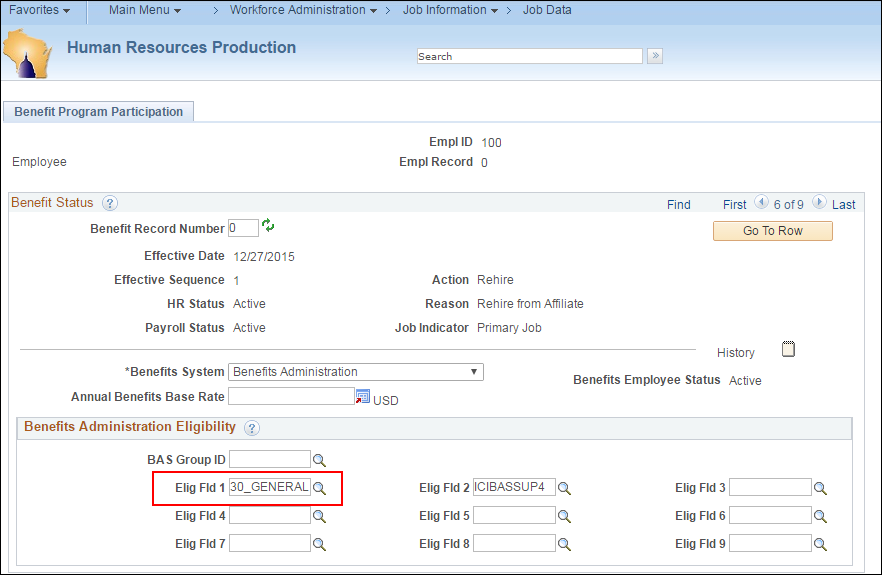 Favorites Main Menu > Workforce Administration > Job Information > Job Data
Human Resources Production
Search »
Benefit Program Participation
Empl ID 100
Employee Empl Record 0
Benefit Status ? Find First 6 of 9 Last
Benefit Record Number 0 Go To Row
Effective Date 12/27/2015
Effective Sequence 1 Action Rehire
HR Status Active Reason Rehire from Affiliate
Payroll Status Active Job Indicator Primary Job
History
*Benefits System Benefits Administration Benefits Employee Status Active
Annual Benefits Base Rate USD
Benefits Administration Eligibility ?
BAS Group ID
Elig Fld 1 30_GENERAL Elig Fld 2 ICIBASSUP4 Elig Fld 3
Elig Fld 4 Elig Fld 5 Elig Fld 6
Elig Fld 7 Elig Fld 8 Elig Fld 9